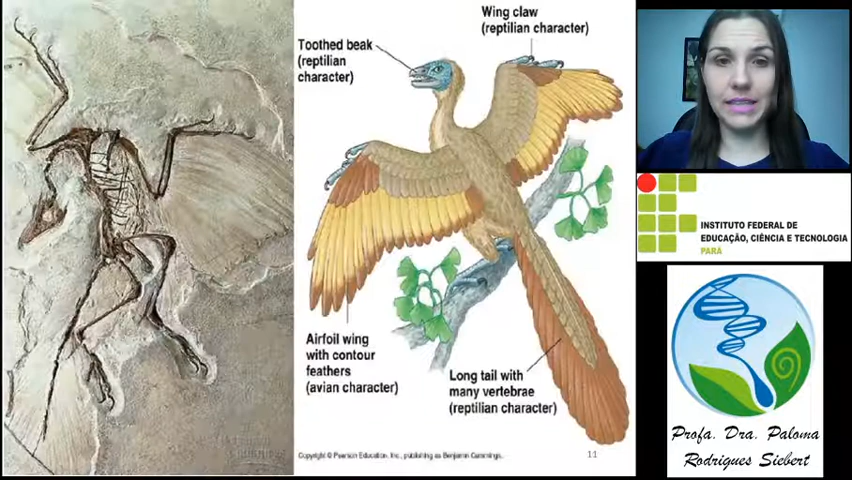 Wing claw
(reptilian character)
Toothed beak
(reptilian
character)
Airfoil wing
with contour
feathers
(avian character)
Long tail with
many vertebrae
(reptilian character)
Copyright © Pearson Education, Inc., publishing as Benjamin Cummings.
11
INSTITUTO FEDERAL DE
EDUCAÇÃO, CIÊNCIA E TECNOLOGIA
PARÁ
Profa. Dra. Paloma
Rodrigues Siebert